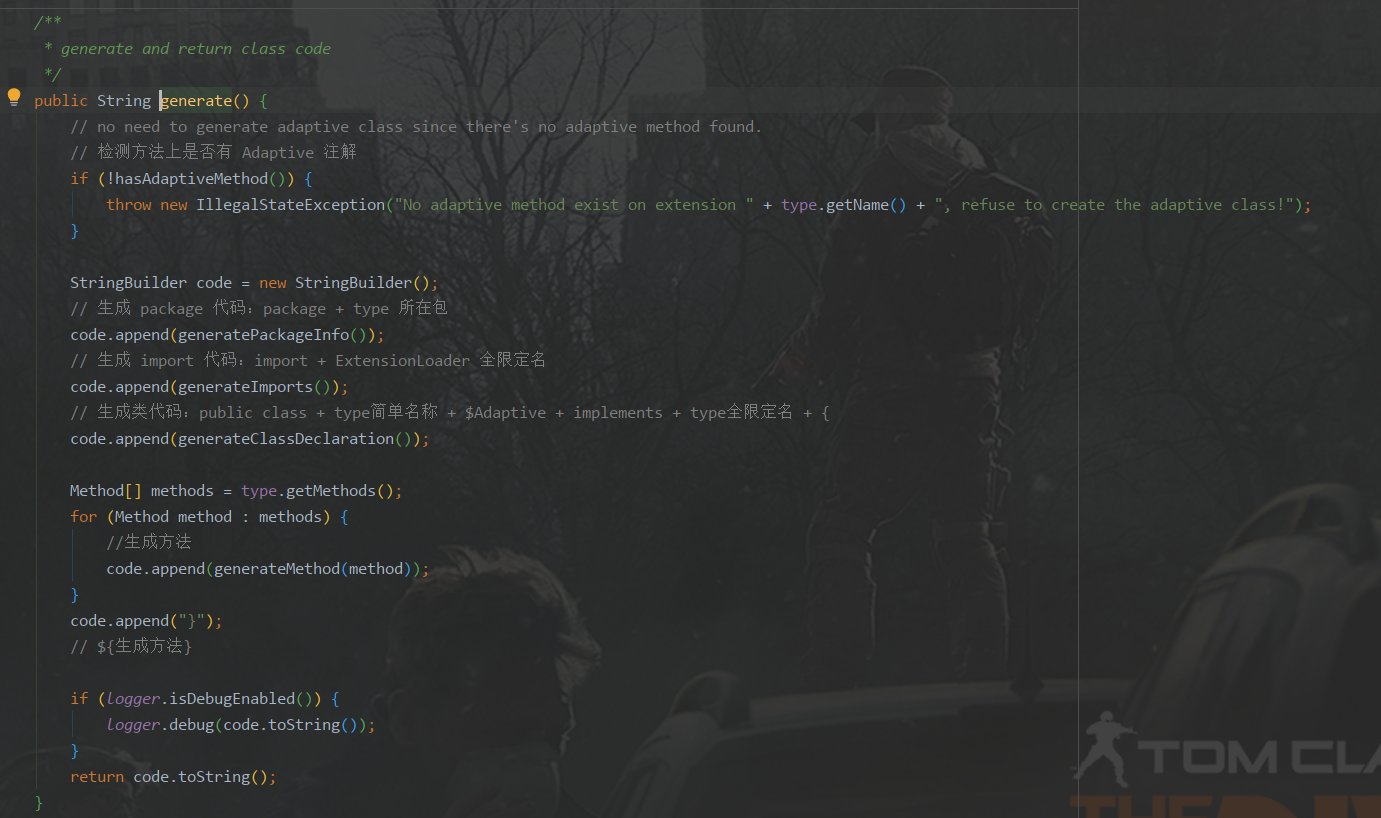 /**
* generate and return class code
*/
public String generate() {
// no need to generate adaptive class since there's no adaptive method found.
// 检测方法上是否有 Adaptive 注解
if (!hasAdaptiveMethod()) {
throw new IllegalStateException("No adaptive method exist on extension " + type.getName() + ", refuse to create the adaptive class!");
}
StringBuilder code = new StringBuilder();
// 生成 package 代码：package + type 所在包
code.append(generatePackageInfo());
// 生成 import 代码：import + ExtensionLoader 全限定名
code.append(generateImports());
// 生成类代码：public class + type简单名称 + $Adaptive + implements + type全限定名 + {
code.append(generateClassDeclaration());
Method[] methods = type.getMethods();
for (Method method : methods) {
//生成方法
code.append(generateMethod(method));
}
code.append("}");
// ${生成方法}
if (logger.isDebugEnabled()) {
logger.debug(code.toString());
}
return code.toString();
}
TOM CLA
THE